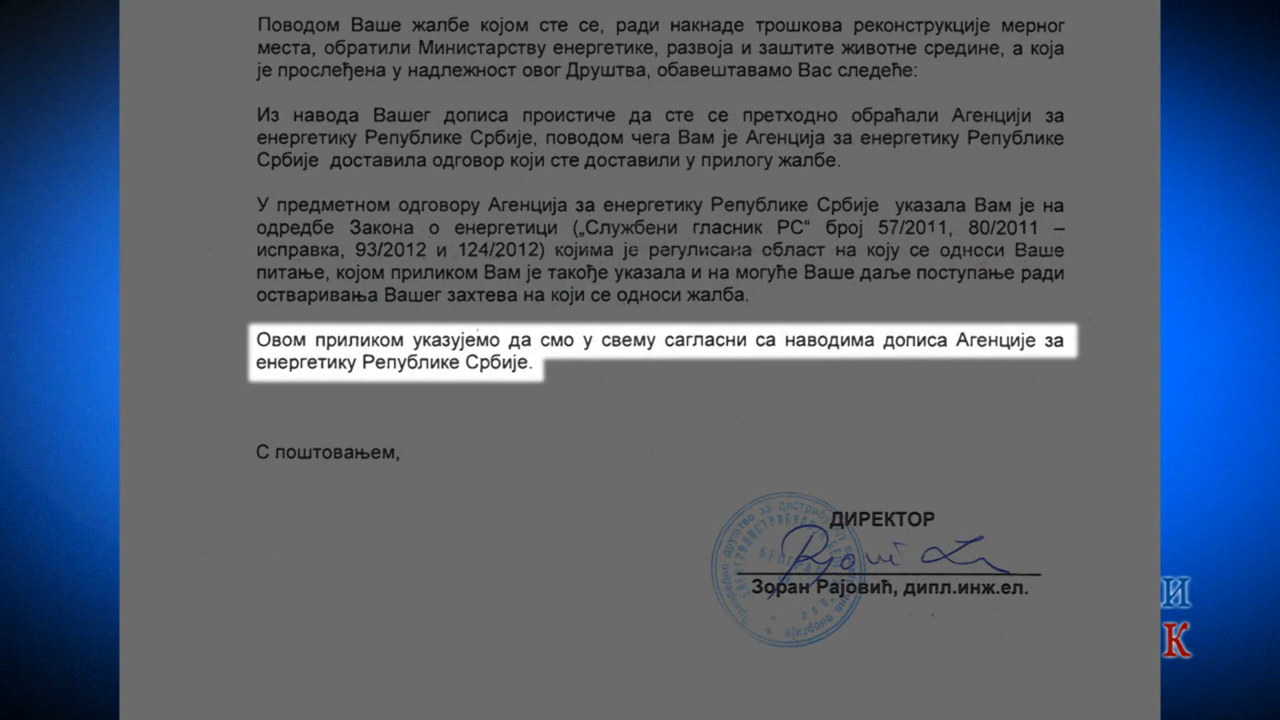 Поводом Ваше жалбе којом сте се, ради накнаде трошкова реконструкције мерног
места, обратили Министарству енергетике, развоја и заштите животне средине, а која
је прослеђена у надлежност овог Друштва, обавештавамо Вас следеће:
Из навода Вашег дописа проистиче да сте се претходно обраћали Агенцији за
енергетику Републике Србије, поводом чега Вам је Агенција за енергетику Републике
Србије доставила одговор који сте доставили у прилогу жалбе.
У предметном одговору Агенција за енергетику Републике Србије указала Вам је на
одредбе Закона о енергетици („Службени гласник РС“ број 57/2011, 80/2011 –
исправка, 93/2012 и 124/2012) којима је регулисана област на коју се односи Ваше
питање, којом приликом Вам је такође указала и на могуће Ваше даље поступање ради
остваривања Вашег захтева на који се односи жалба.
Овом приликом указујемо да смо у свему сагласни са наводима дописа Агенције за
енергетику Републике Србије.
С поштовањем,
ДИРЕКТОР
Зоран Рајовић, дипл.инж.ел.
И
К